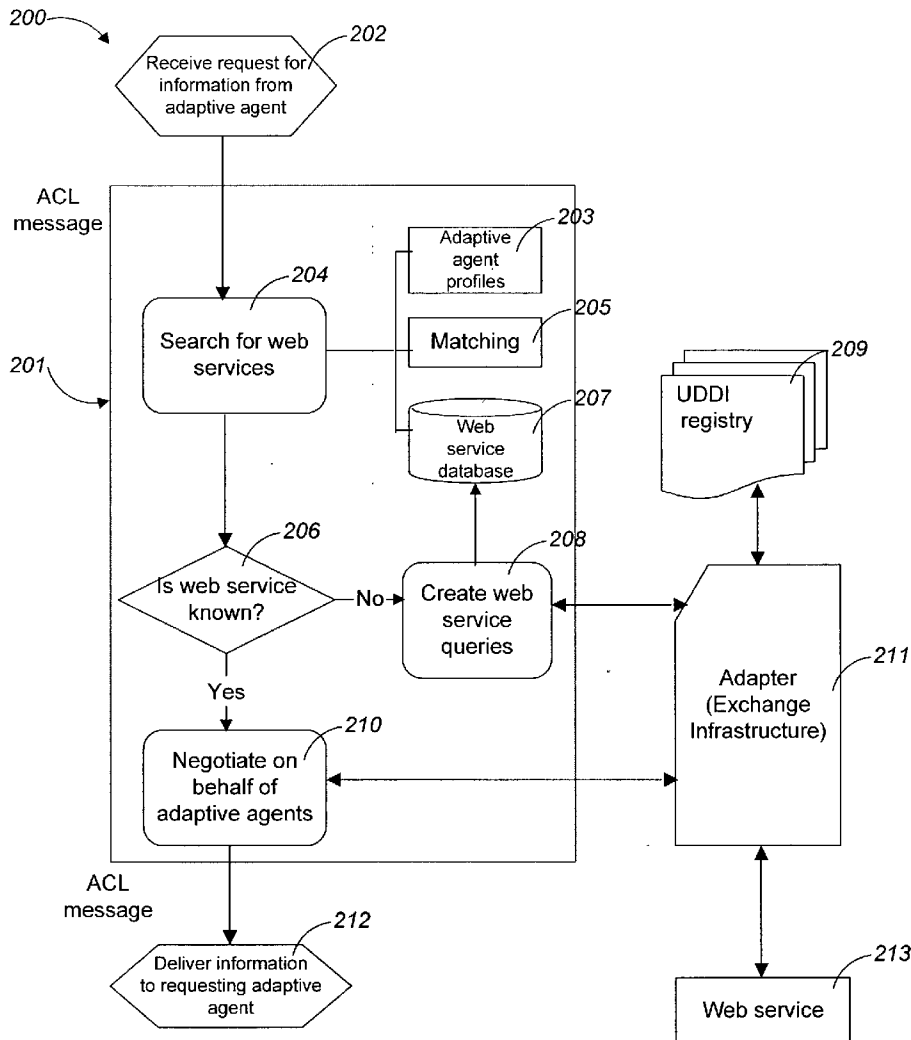 200
202
Receive request for
information from
adaptive agent
ACL
message
203
Adaptive
agent
profiles
204
Search for web
services
205
Matching
201
207
Web
service
database
209
UDDI
registry
206
Is web service
known?
No
208
Create web
service
queries
211
Adapter
(Exchange
Infrastructure)
Yes
210
Negotiate on
behalf of
adaptive agents
ACL
message
212
Deliver information
to requesting adaptive
agent
213
Web service